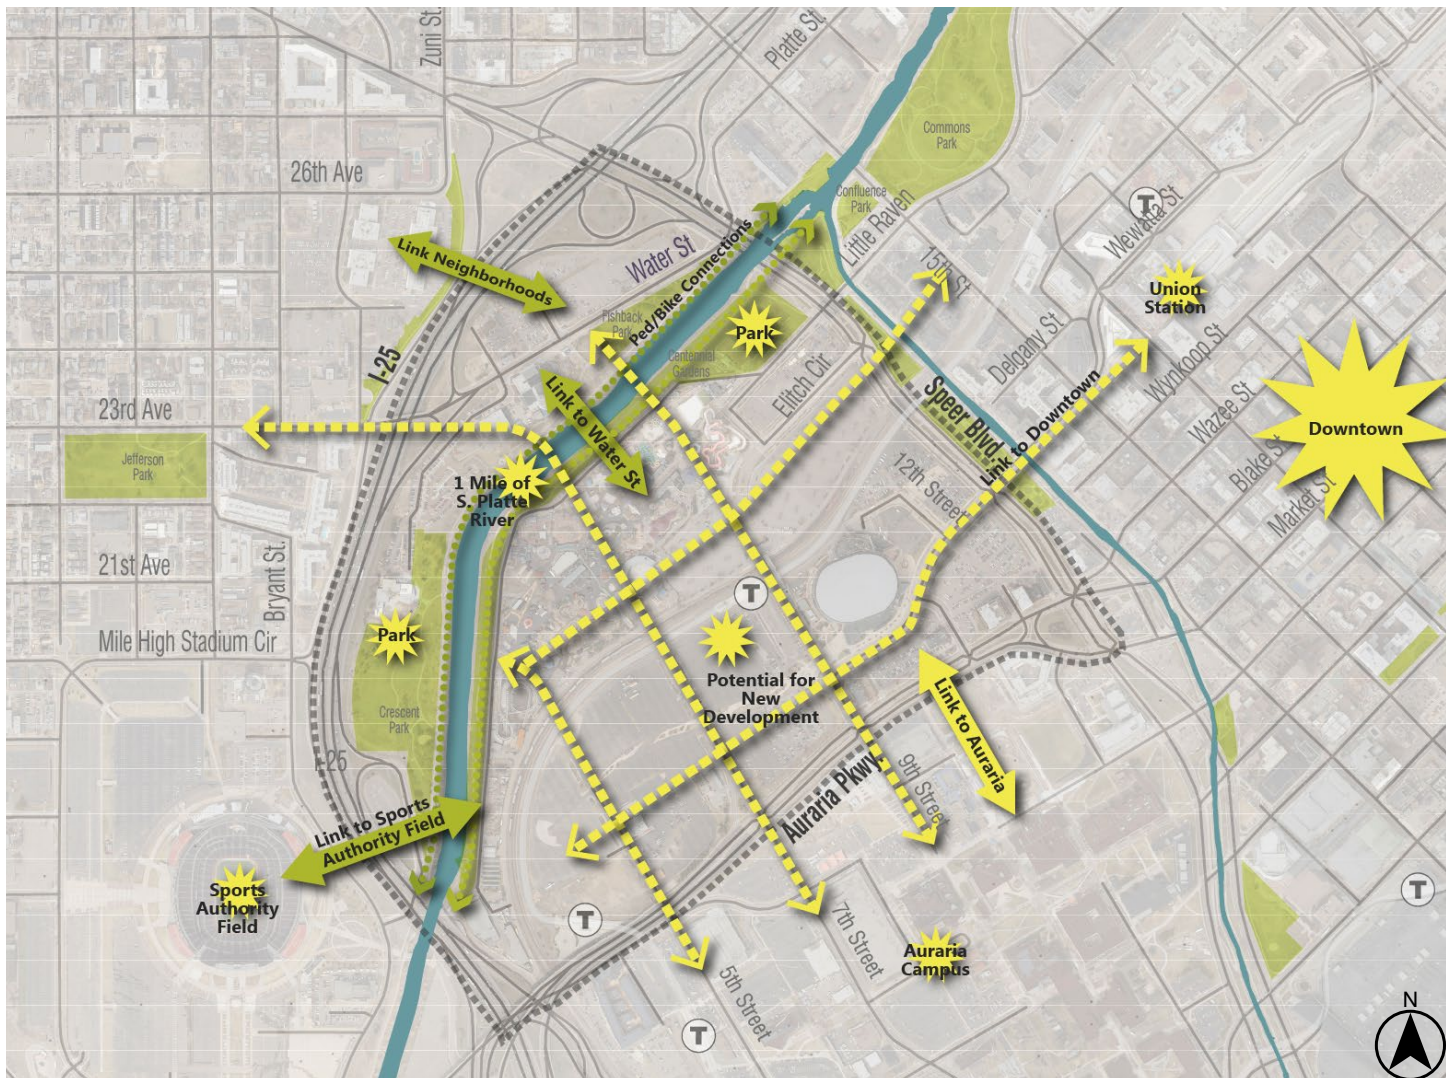 Zuni St.
Platte St
26th Ave
Commons
Park
Confluence
Park
Little Raven
T
Wewatta St
Link Neighborhoods
Water St
Ped/Bike Connections
15th St
Union
Station
Fishback
Park
Park
Centennial
Gardens
Elitch Cir
I-25
Delgany St
Wynkoop St
Link to Water St
Speer Blvd.
Link to Downtown
Wazee St
Downtown
23rd Ave
Jefferson
Park
1 Mile of
S. Platte
River
12th Street
Blake St
Market St
21st Ave
Bryant St.
T
Mile High Stadium Cir
Park
Potential for
New
Development
Crescent
Park
I-25
Link to Auraria
Auraria Pkwy.
9th Street
Link to Sports
Authority Field
Sports
Authority
Field
T
T
7th Street
Auraria
Campus
5th Street
T
N